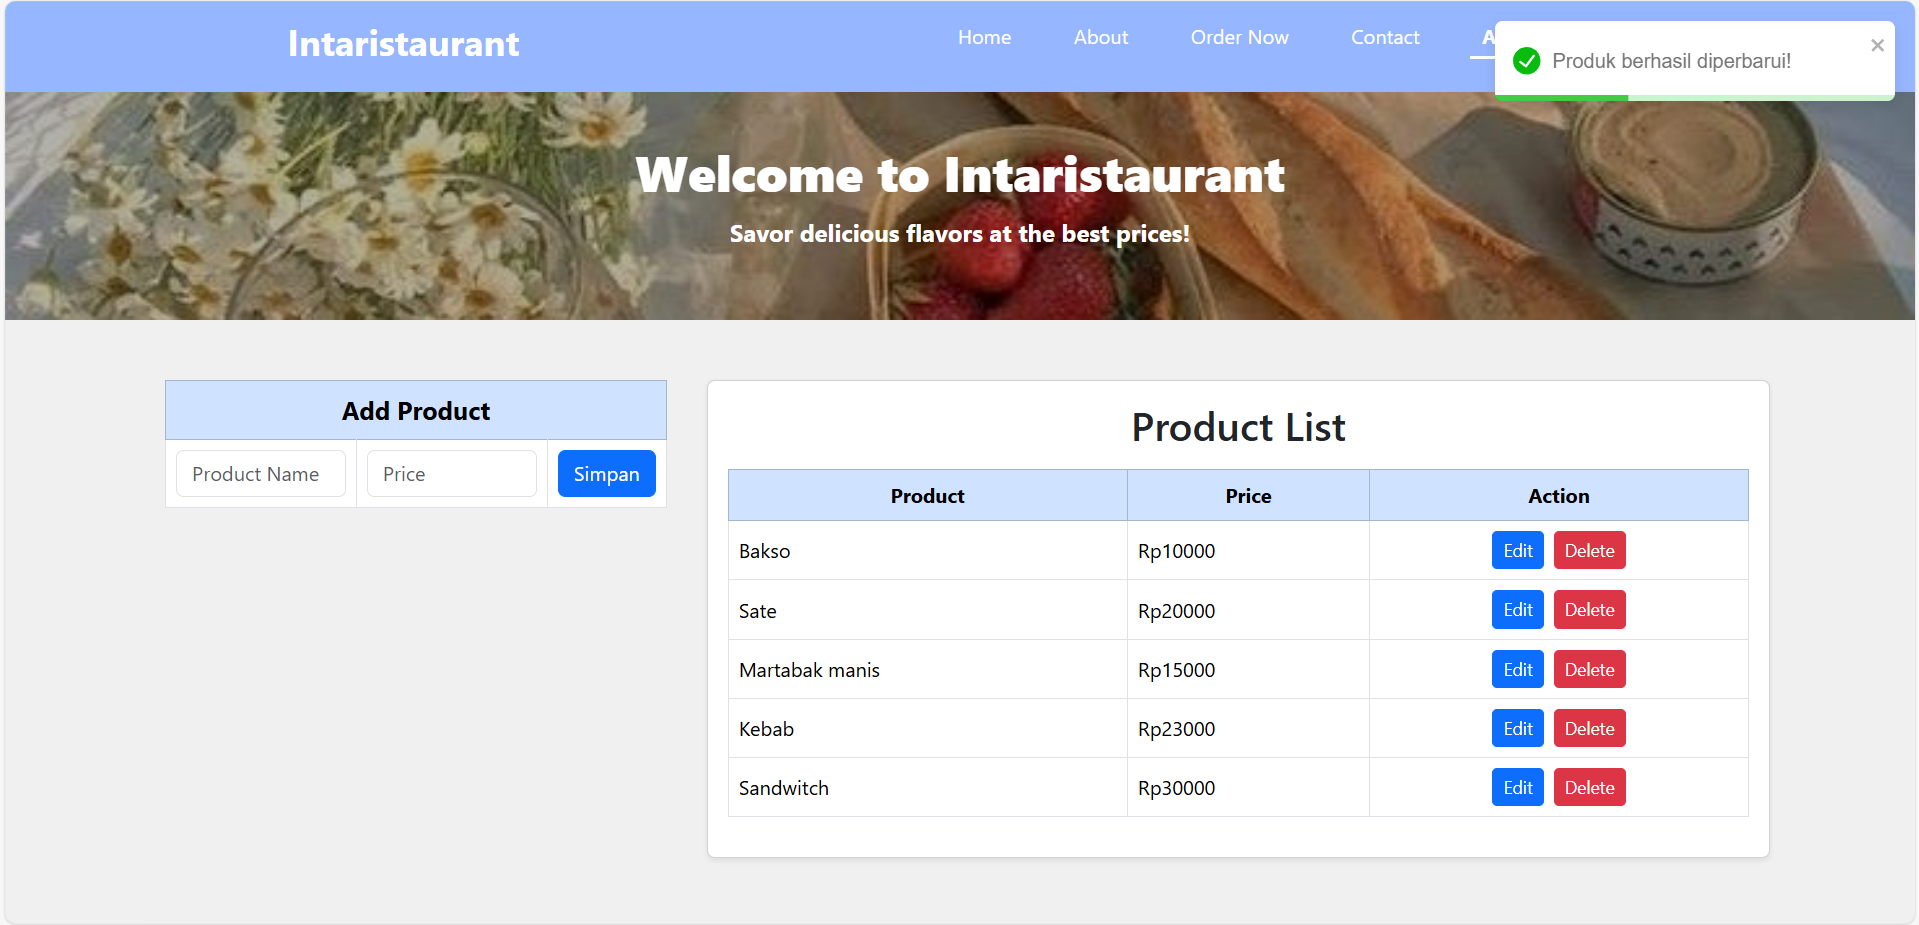 Intaristaurant
Home About Order Now Contact
Produk berhasil diperbarui!
Welcome to Intaristaurant
Savor delicious flavors at the best prices!
Add Product
Product Name Price Simpan
Product List
Product Price Action
Bakso Rp10000 Edit Delete
Sate Rp20000 Edit Delete
Martabak manis Rp15000 Edit Delete
Kebab Rp23000 Edit Delete
Sandwitch Rp30000 Edit Delete